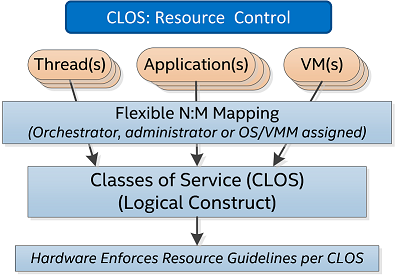 CLOS: Resource Control
Thread(s) Application(s) VM(s)
Flexible N:M Mapping
(Orchestrator, administrator or OS/VMM assigned)
Classes of Service (CLOS)
(Logical Construct)
Hardware Enforces Resource Guidelines per CLOS